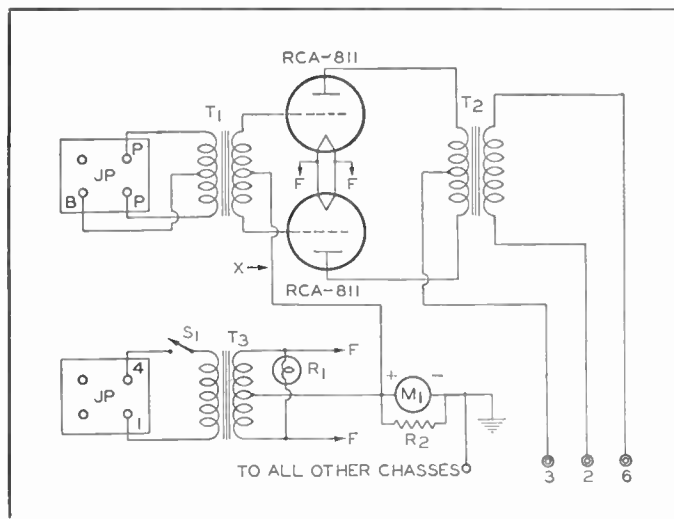 RCA-811
T1
T2
P
JP
B
P
F
F
X
RCA-811
S1
T3
4
JP
1
F
R1
F
+
M1
-
R2
TO ALL OTHER CHASSES
3
2
6